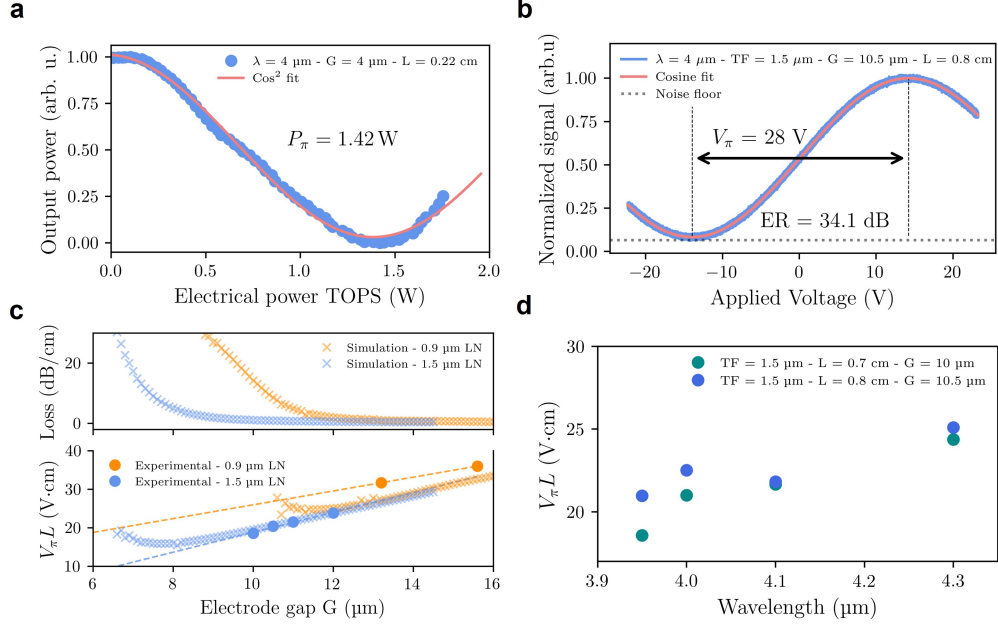 a
Output power (arb. u.)
1.00
0.75
0.50
0.25
0.00
λ = 4 µm - G = 4 µm - L = 0.22 cm
Cos² fit
Pπ = 1.42 W
0.0 0.5 1.0 1.5 2.0
Electrical power TOPS (W)
b
Normalized signal (arb.u)
1.00
0.75
0.50
0.25
0.00
λ = 4 µm - TF = 1.5 µm - G = 10.5 µm - L = 0.8 cm
Cosine fit
Noise floor
Vπ = 28 V
ER = 34.1 dB
−20 −10 0 10 20
Applied Voltage (V)
c
Loss (dB/cm)
20
0
Simulation - 0.9 µm LN
Simulation - 1.5 µm LN
VπL (V·cm)
40
30
20
10
Experimental - 0.9 µm LN
Experimental - 1.5 µm LN
6 8 10 12 14 16
Electrode gap G (µm)
d
VπL (V·cm)
30
25
20
TF = 1.5 µm - L = 0.7 cm - G = 10 µm
TF = 1.5 µm - L = 0.8 cm - G = 10.5 µm
3.9 4.0 4.1 4.2 4.3
Wavelength (µm)